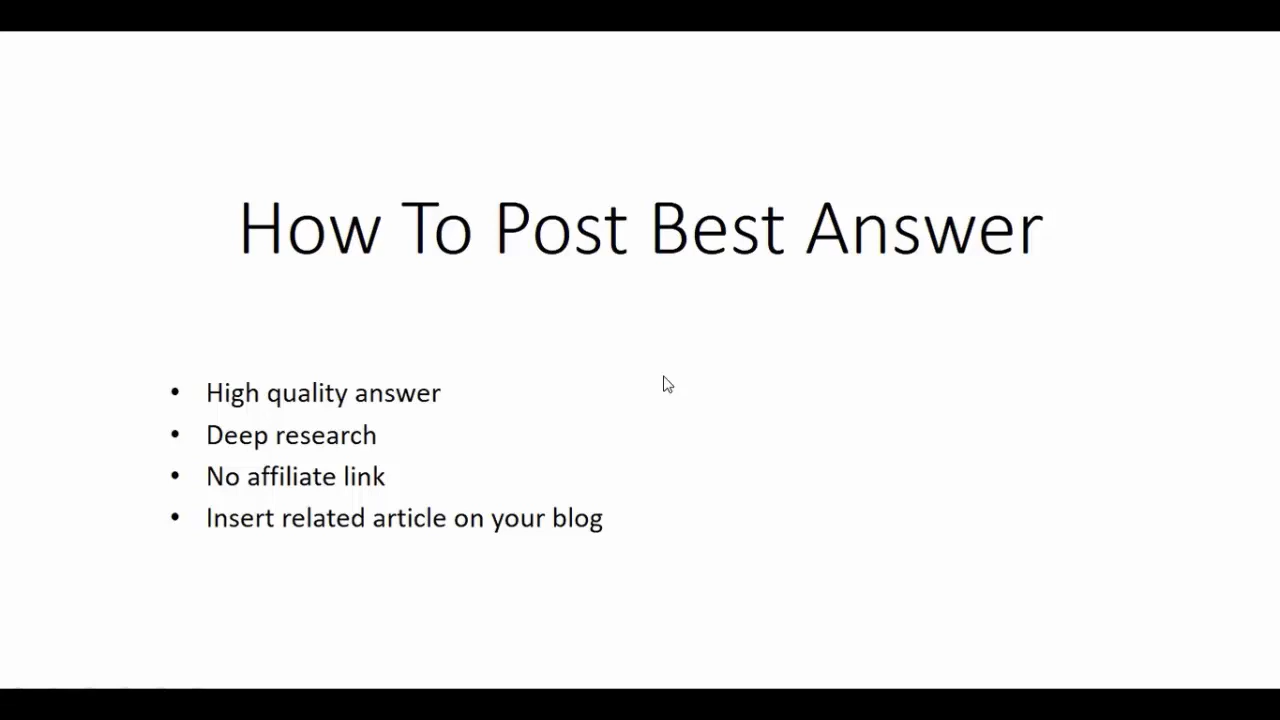 How To Post Best Answer
• High quality answer
• Deep research
• No affiliate link
• Insert related article on your blog